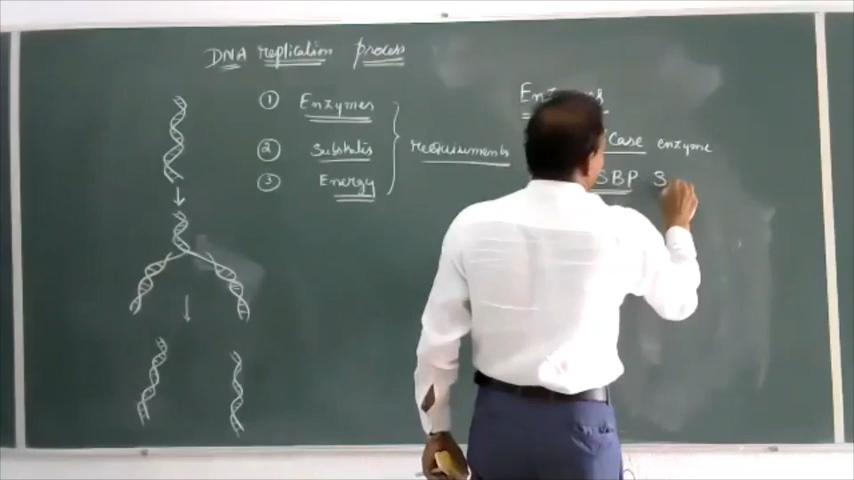 DNA replication process
① Enzymes
② Substrates
③ Energy
requirements
case enzyme
SBP S